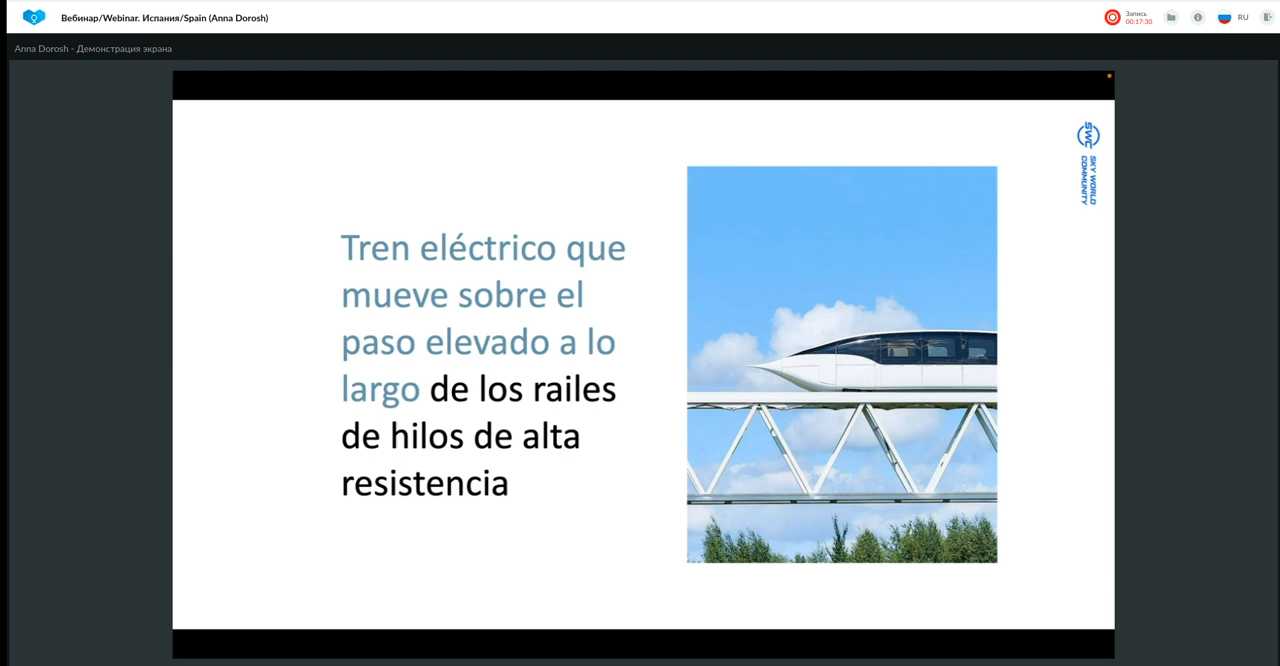 Вебинар/Webinar. Испания/Spain (Anna Dorosh)
Запись
00:17:30
RU
Anna Dorosh - Демонстрация экрана
SWC
SKY WORLD
COMMUNITY
Tren eléctrico que
mueve sobre el
paso elevado a lo
largo de los railes
de hilos de alta
resistencia